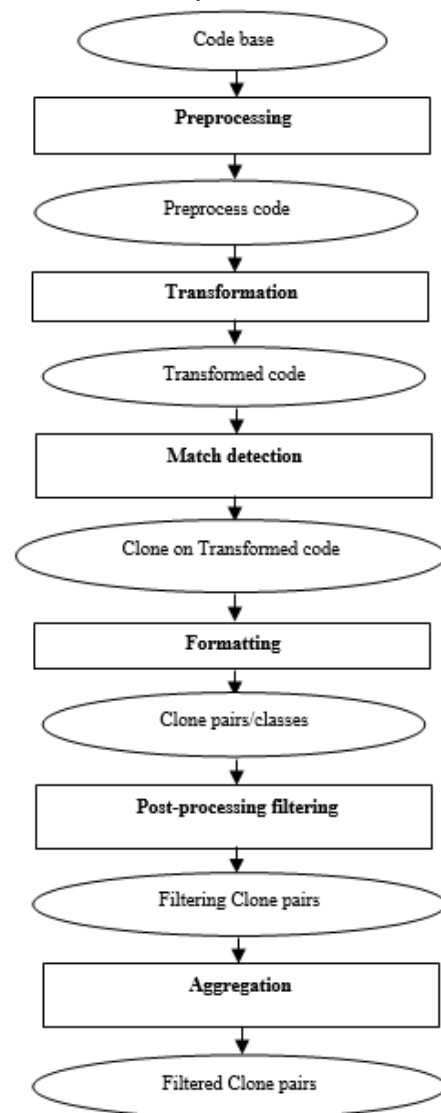 Code base
Preprocessing
Preprocess code
Transformation
Transformed code
Match detection
Clone on Transformed code
Formatting
Clone pairs/classes
Post-processing filtering
Filtering Clone pairs
Aggregation
Filtered Clone pairs